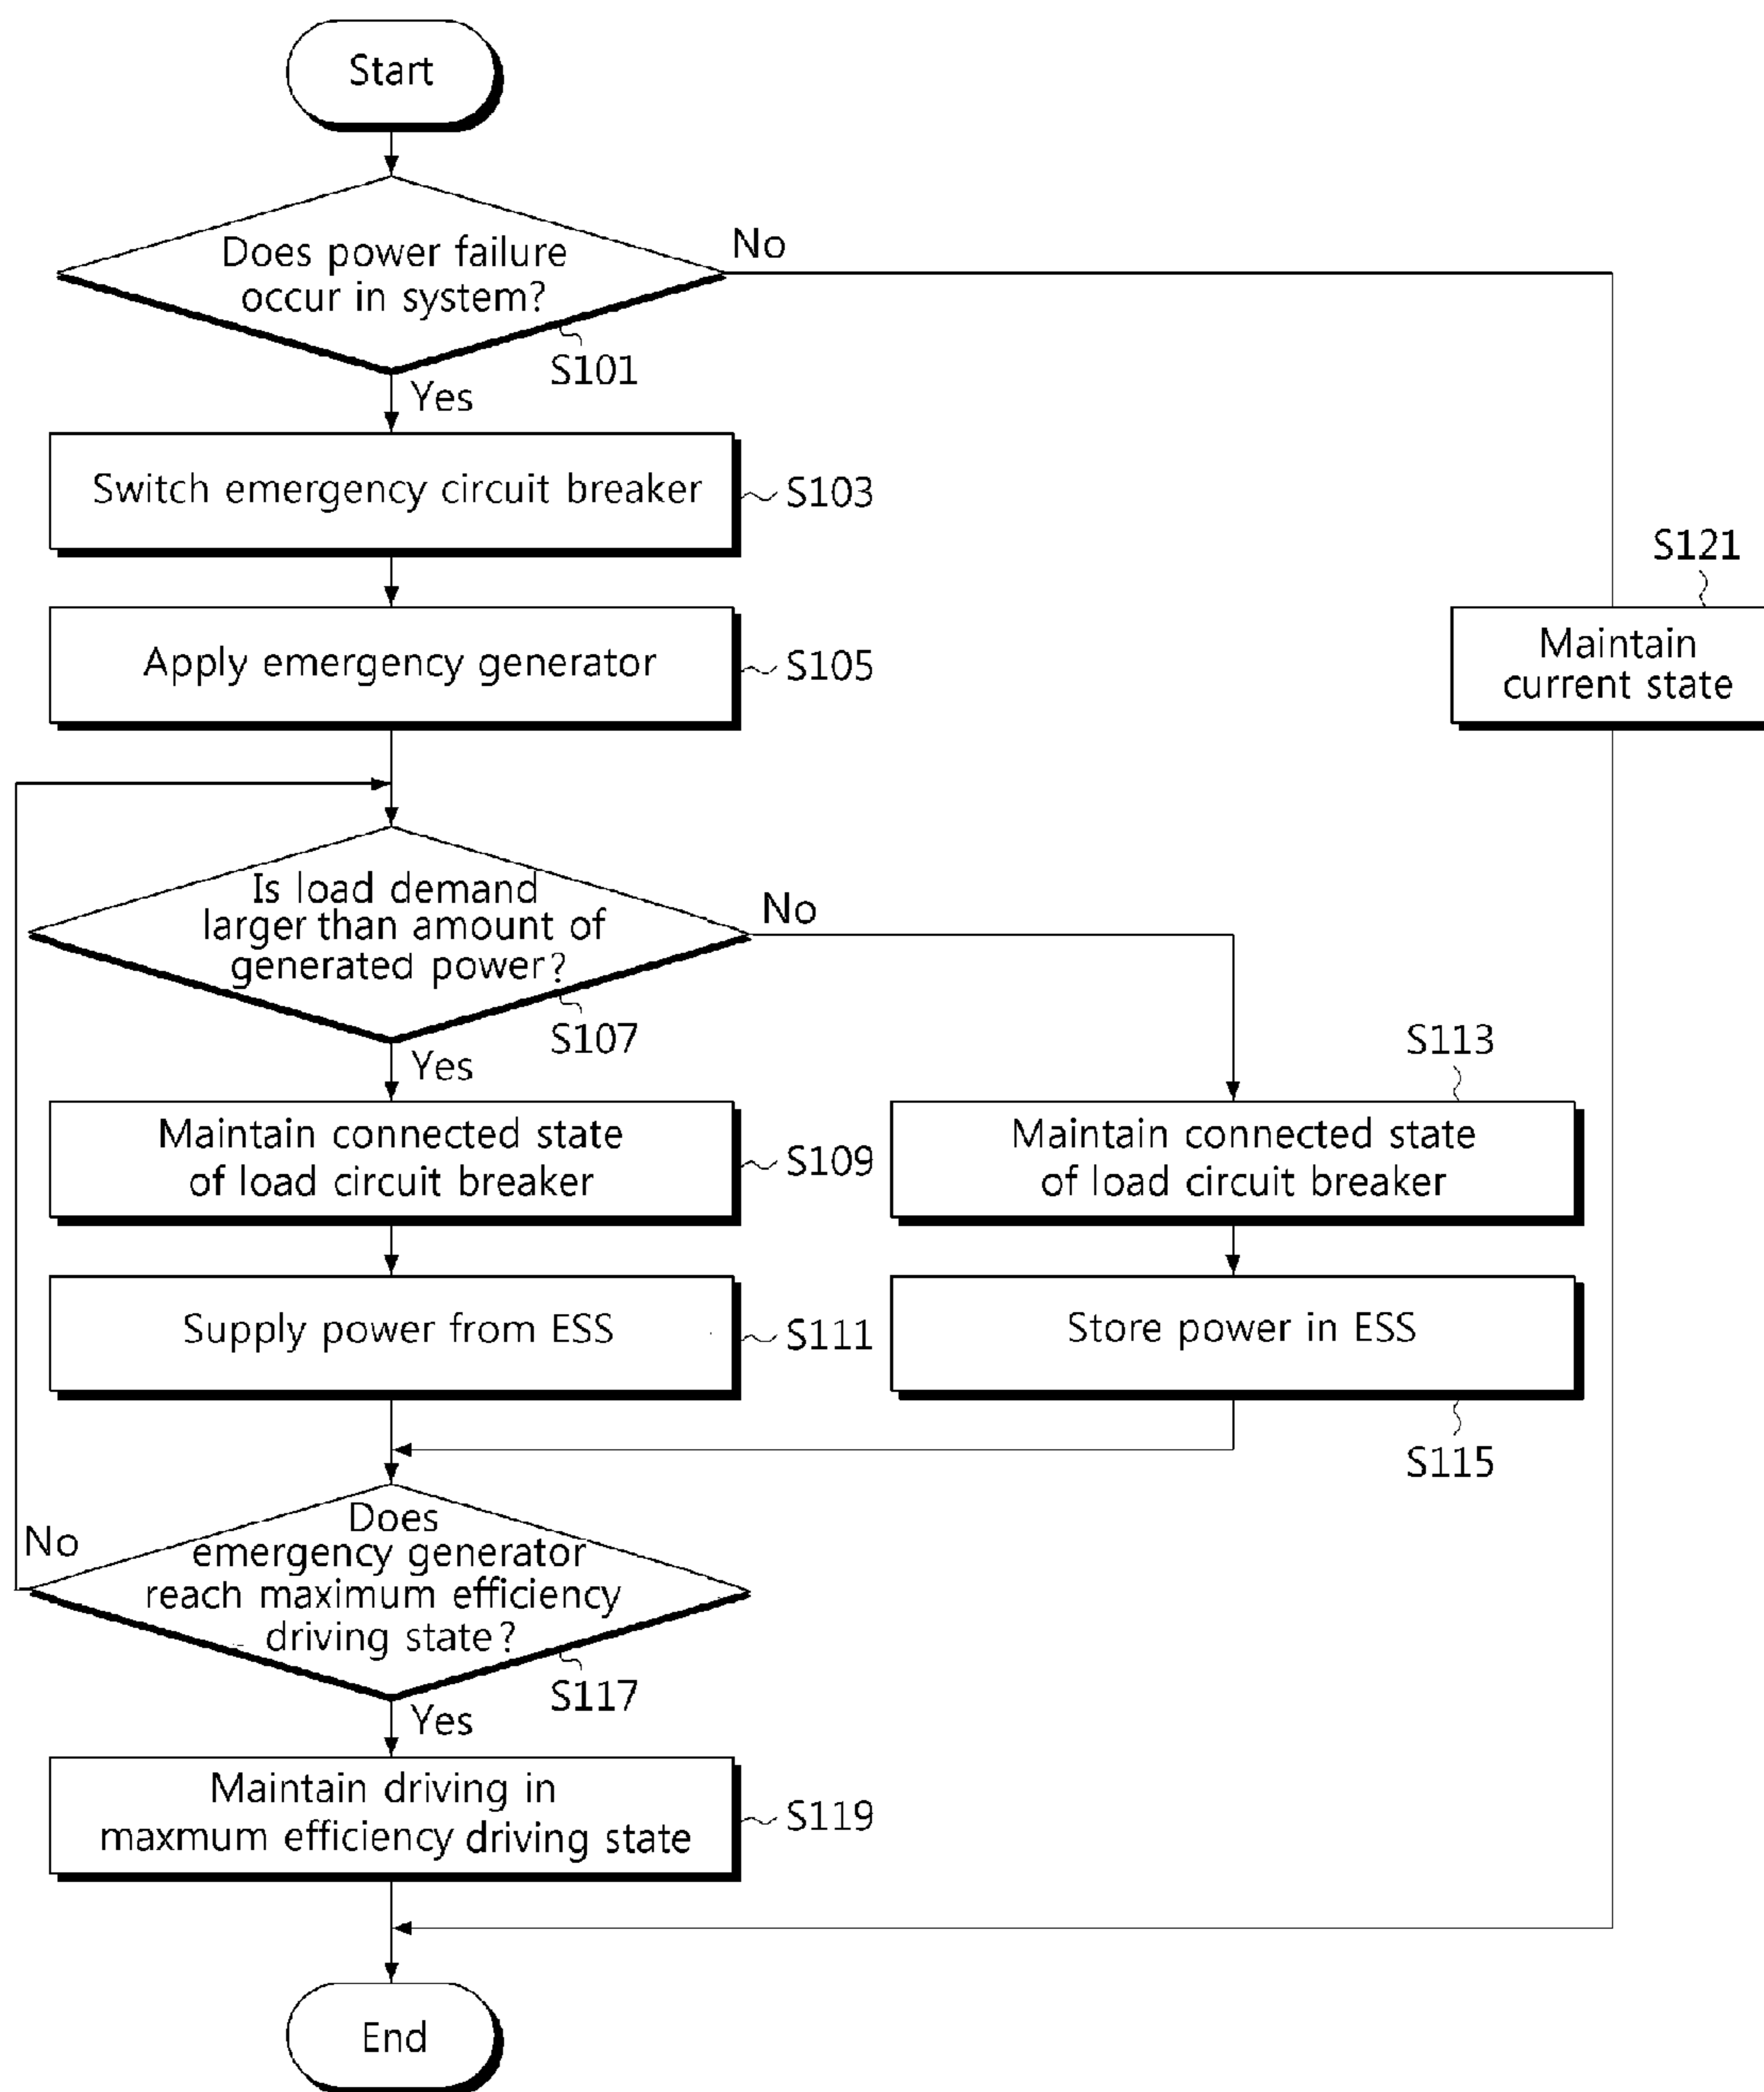 Start
Does power failure
occur in system?
No
S101
Yes
Switch emergency circuit breaker
S103
Apply emergency generator
S105
S121
Maintain
current state
Is load demand
larger than amount of
generated power?
No
S107
Yes
Maintain connected state
of load circuit breaker
S109
S113
Maintain connected state
of load circuit breaker
Supply power from ESS
S111
Store power in ESS
S115
Does
emergency generator
reach maximum efficiency
driving state?
No
S117
Yes
Maintain driving in
maxmum efficiency driving state
S119
End